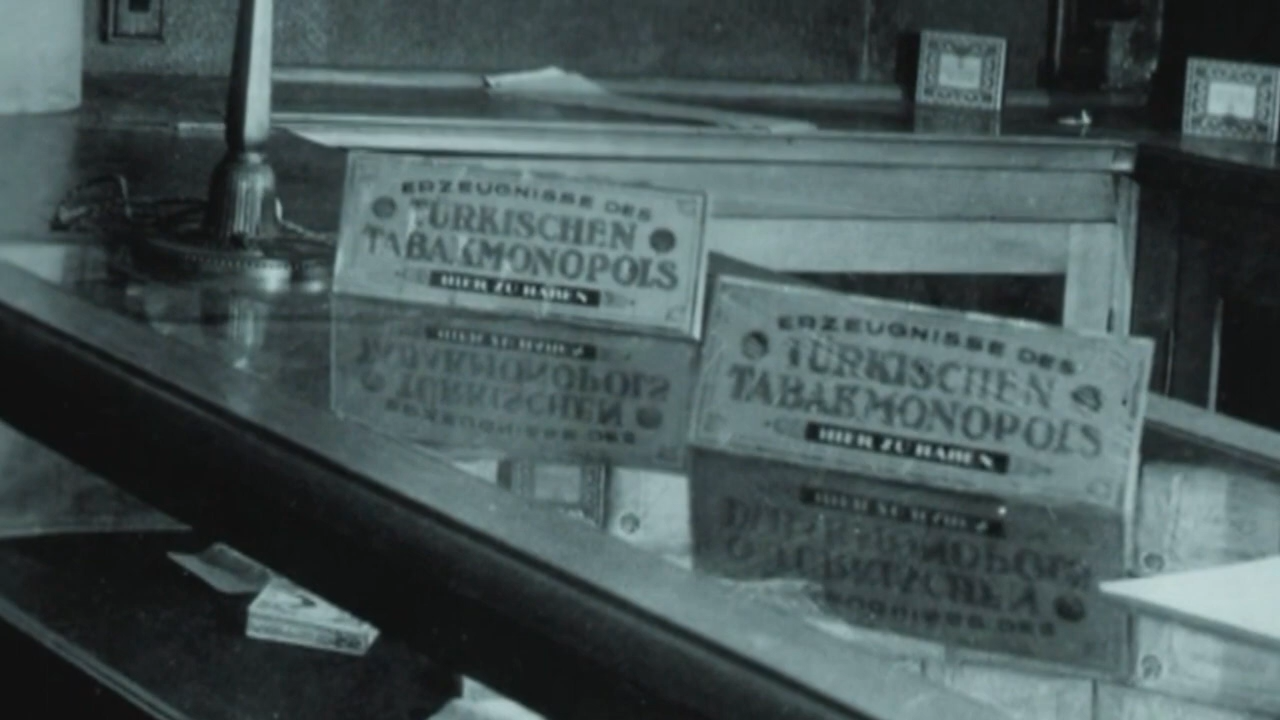 ERZEUGNISSE DES
TÜRKISCHEN
TABAKMONOPOLS
HIER ZU HABEN
ERZEUGNISSE DES
TÜRKISCHEN
TABAKMONOPOLS
HIER ZU HABEN